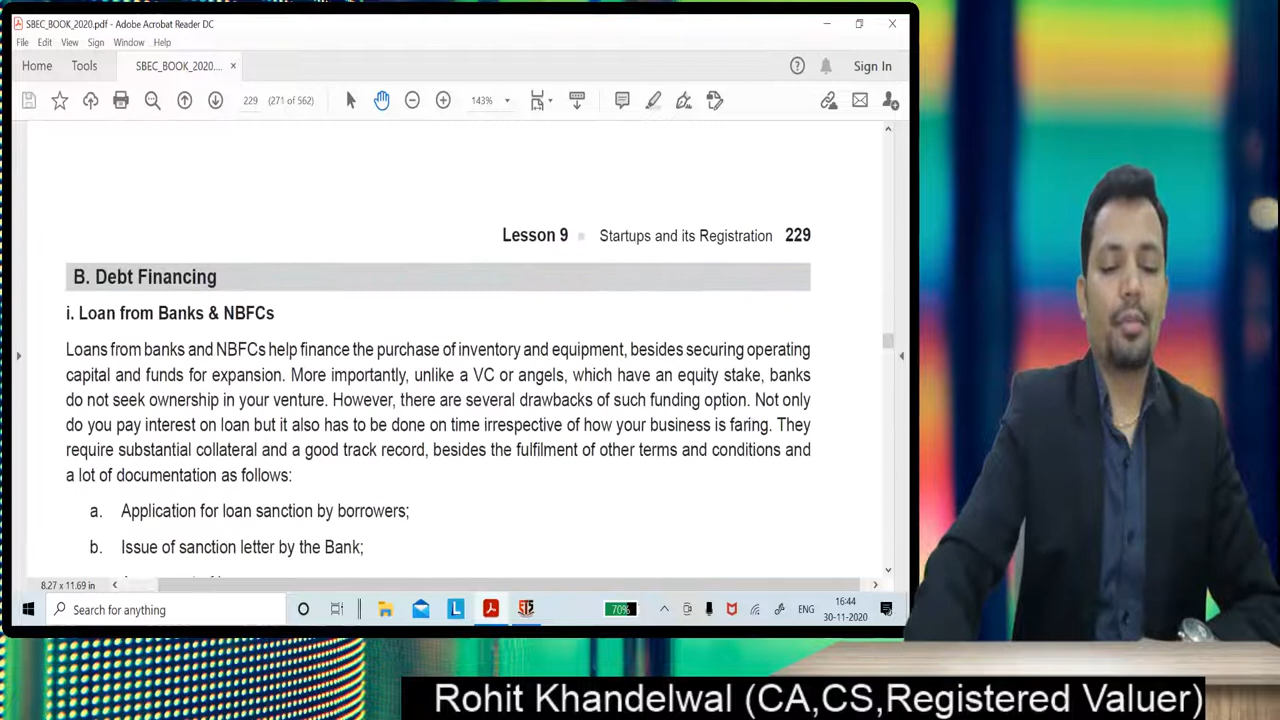 SBEC_BOOK_2020.pdf - Adobe Acrobat Reader DC
File Edit View Sign Window Help
Home Tools SBEC_BOOK_2020.... × Sign In
229 (271 of 562) 143%
Lesson 9 Startups and its Registration 229
B. Debt Financing
i. Loan from Banks & NBFCs
Loans from banks and NBFCs help finance the purchase of inventory and equipment, besides securing operating
capital and funds for expansion. More importantly, unlike a VC or angels, which have an equity stake, banks
do not seek ownership in your venture. However, there are several drawbacks of such funding option. Not only
do you pay interest on loan but it also has to be done on time irrespective of how your business is faring. They
require substantial collateral and a good track record, besides the fulfilment of other terms and conditions and
a lot of documentation as follows:
a. Application for loan sanction by borrowers;
b. Issue of sanction letter by the Bank;
8.27 x 11.69 in
Search for anything 70% ENG 16:44
30-11-2020
Rohit Khandelwal (CA,CS,Registered Valuer)